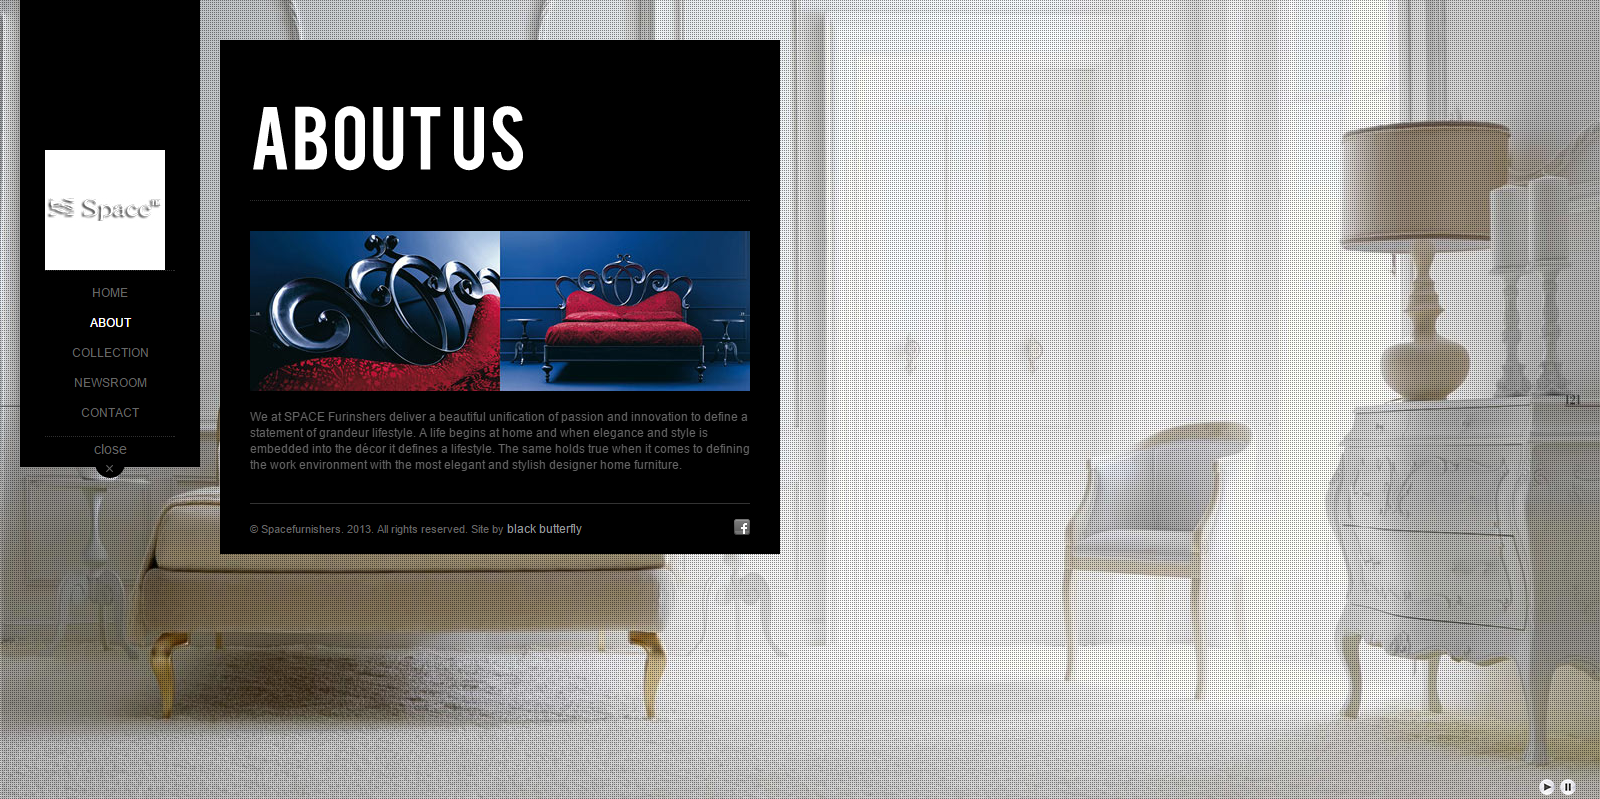 Space
HOME
ABOUT
COLLECTION
NEWSROOM
CONTACT
close
ABOUT US
We at SPACE Furinshers deliver a beautiful unification of passion and innovation to define a
statement of grandeur lifestyle. A life begins at home and when elegance and style is
embedded into the décor it defines a lifestyle. The same holds true when it comes to defining
the work environment with the most elegant and stylish designer home furniture.
© Spacefurnishers. 2013. All rights reserved. Site by black butterfly
121